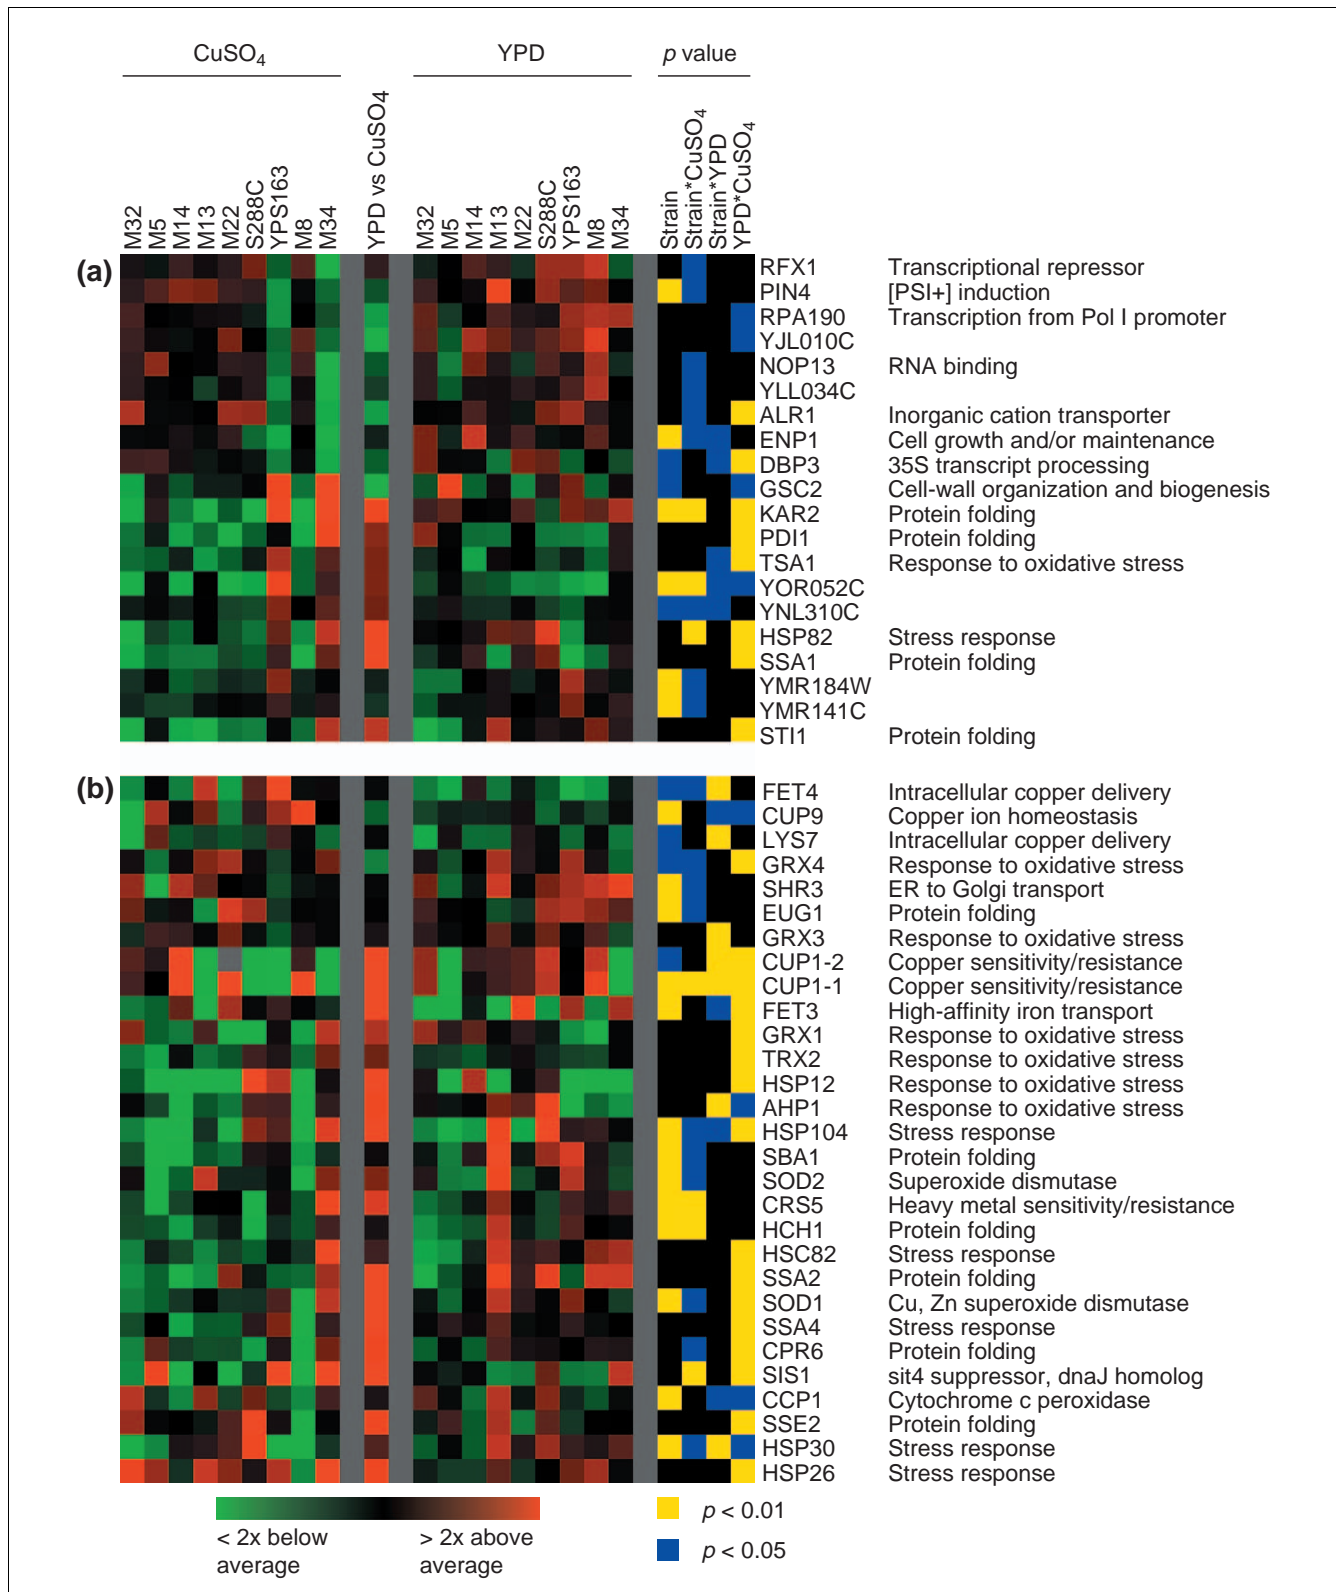 CuSO4 YPD p value
M32 M5 M14 M13 M22 S288C YPS163 M8 M34 YPD vs CuSO4 M32 M5 M14 M13 M22 S288C YPS163 M8 M34 Strain Strain*CuSO4 Strain*YPD YPD*CuSO4
(a)
RFX1 Transcriptional repressor
PIN4 [PSI+] induction
RPA190 Transcription from Pol I promoter
YJL010C
NOP13 RNA binding
YLL034C
ALR1 Inorganic cation transporter
ENP1 Cell growth and/or maintenance
DBP3 35S transcript processing
GSC2 Cell-wall organization and biogenesis
KAR2 Protein folding
PDI1 Protein folding
TSA1 Response to oxidative stress
YOR052C
YNL310C
HSP82 Stress response
SSA1 Protein folding
YMR184W
YMR141C
STI1 Protein folding
(b)
FET4 Intracellular copper delivery
CUP9 Copper ion homeostasis
LYS7 Intracellular copper delivery
GRX4 Response to oxidative stress
SHR3 ER to Golgi transport
EUG1 Protein folding
GRX3 Response to oxidative stress
CUP1-2 Copper sensitivity/resistance
CUP1-1 Copper sensitivity/resistance
FET3 High-affinity iron transport
GRX1 Response to oxidative stress
TRX2 Response to oxidative stress
HSP12 Response to oxidative stress
AHP1 Response to oxidative stress
HSP104 Stress response
SBA1 Protein folding
SOD2 Superoxide dismutase
CRS5 Heavy metal sensitivity/resistance
HCH1 Protein folding
HSC82 Stress response
SSA2 Protein folding
SOD1 Cu, Zn superoxide dismutase
SSA4 Stress response
CPR6 Protein folding
SIS1 sit4 suppressor, dnaJ homolog
CCP1 Cytochrome c peroxidase
SSE2 Protein folding
HSP30 Stress response
HSP26 Stress response
< 2x below > 2x above
average average
p < 0.01
p < 0.05